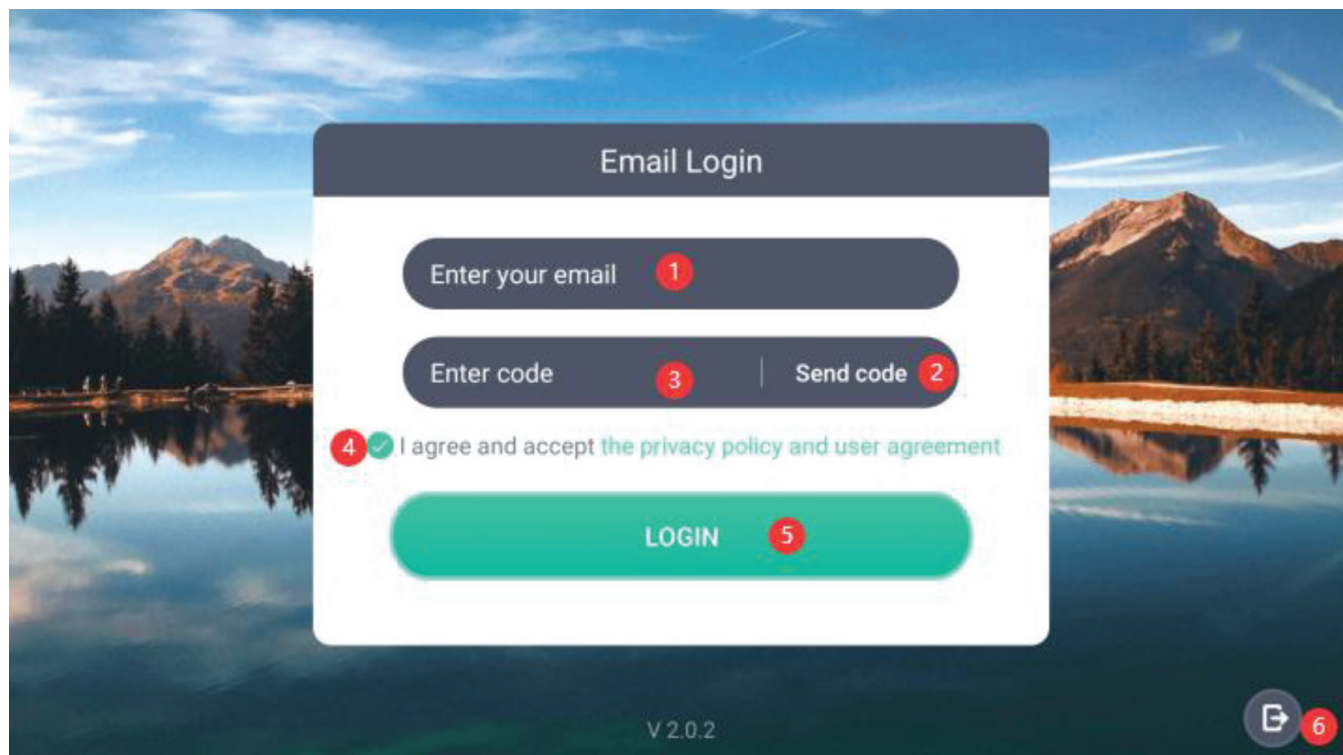 Email Login
Enter your email 1
Enter code 3 Send code 2
4 I agree and accept the privacy policy and user agreement
LOGIN 5
V 2.0.2
6